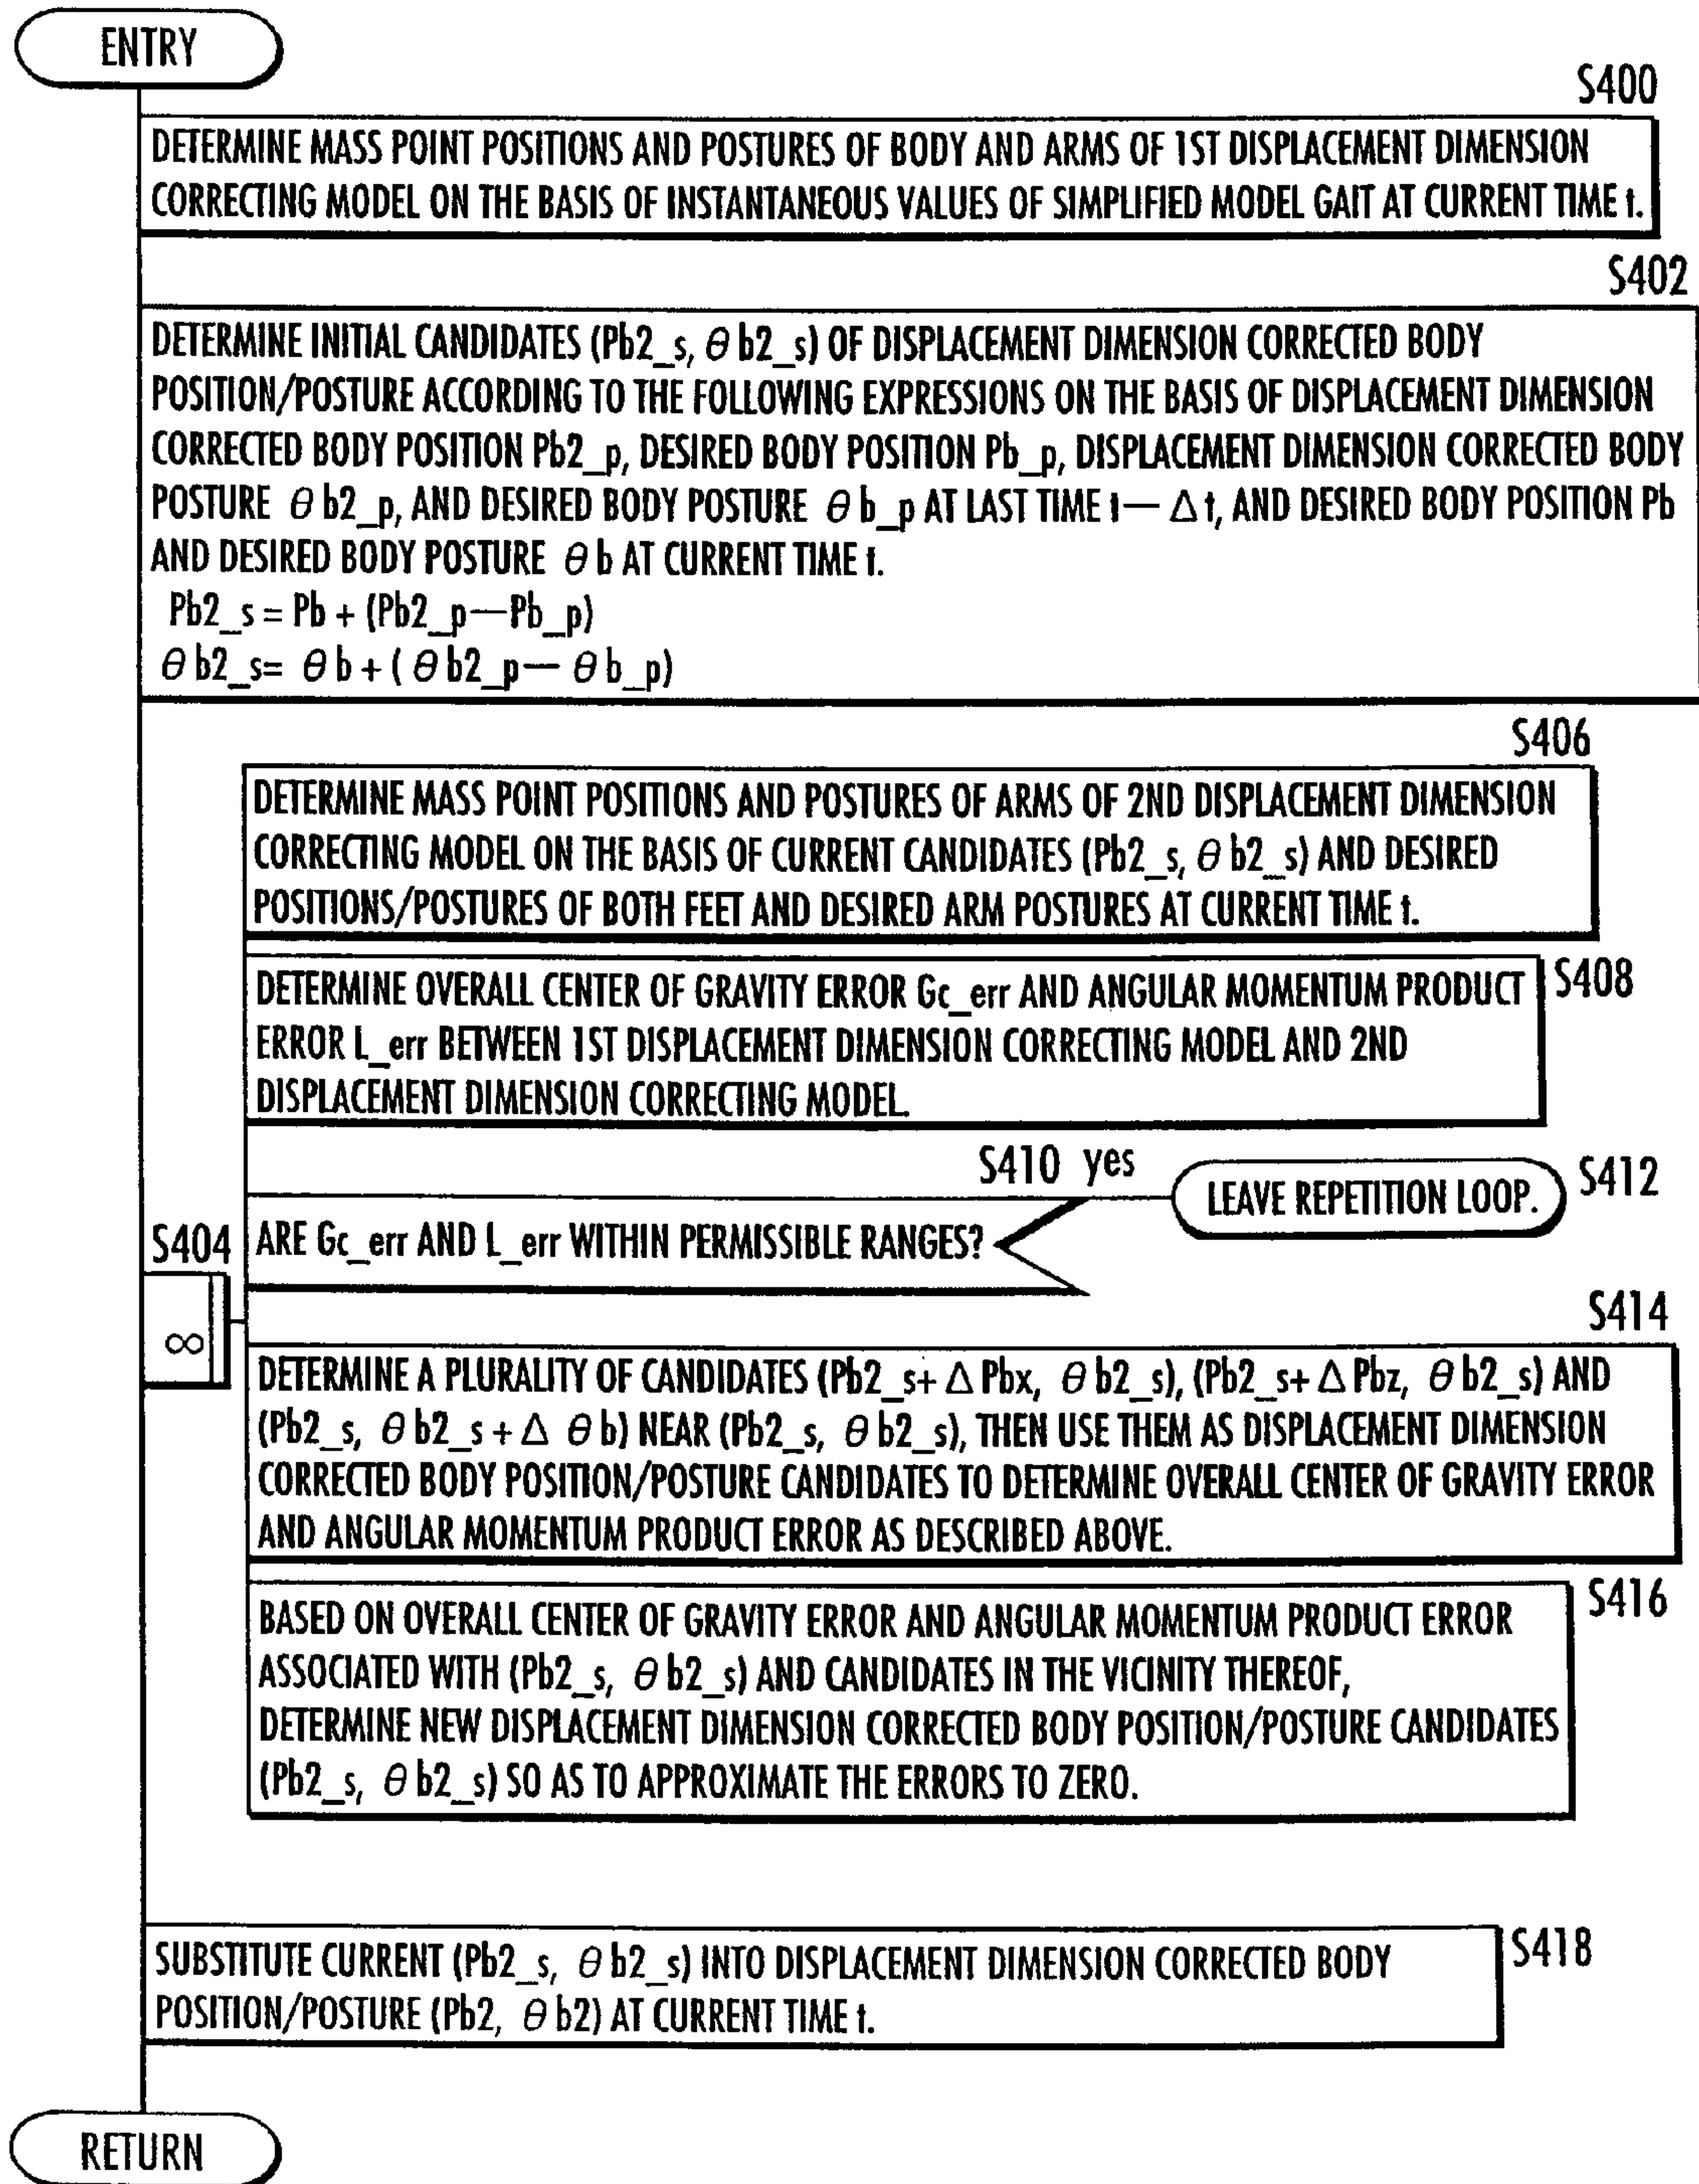 ENTRY
S400
DETERMINE MASS POINT POSITIONS AND POSTURES OF BODY AND ARMS OF 1ST DISPLACEMENT DIMENSION
CORRECTING MODEL ON THE BASIS OF INSTANTANEOUS VALUES OF SIMPLIFIED MODEL GAIT AT CURRENT TIME t.
S402
DETERMINE INITIAL CANDIDATES (Pb2_s, θb2_s) OF DISPLACEMENT DIMENSION CORRECTED BODY
POSITION/POSTURE ACCORDING TO THE FOLLOWING EXPRESSIONS ON THE BASIS OF DISPLACEMENT DIMENSION
CORRECTED BODY POSITION Pb2_p, DESIRED BODY POSITION Pb_p, DISPLACEMENT DIMENSION CORRECTED BODY
POSTURE θb2_p, AND DESIRED BODY POSTURE θb_p AT LAST TIME t—Δt, AND DESIRED BODY POSITION Pb
AND DESIRED BODY POSTURE θb AT CURRENT TIME t.
Pb2_s = Pb + (Pb2_p—Pb_p)
θb2_s= θb + (θb2_p— θb_p)
S406
DETERMINE MASS POINT POSITIONS AND POSTURES OF ARMS OF 2ND DISPLACEMENT DIMENSION
CORRECTING MODEL ON THE BASIS OF CURRENT CANDIDATES (Pb2_s, θb2_s) AND DESIRED
POSITIONS/POSTURES OF BOTH FEET AND DESIRED ARM POSTURES AT CURRENT TIME t.
S408
DETERMINE OVERALL CENTER OF GRAVITY ERROR Gc_err AND ANGULAR MOMENTUM PRODUCT
ERROR L_err BETWEEN 1ST DISPLACEMENT DIMENSION CORRECTING MODEL AND 2ND
DISPLACEMENT DIMENSION CORRECTING MODEL.
S410 yes
LEAVE REPETITION LOOP.
S412
S404
ARE Gc_err AND L_err WITHIN PERMISSIBLE RANGES?
∞
S414
DETERMINE A PLURALITY OF CANDIDATES (Pb2_s+ΔPbx, θb2_s), (Pb2_s+ΔPbz, θb2_s) AND
(Pb2_s, θb2_s+Δθb) NEAR (Pb2_s, θb2_s), THEN USE THEM AS DISPLACEMENT DIMENSION
CORRECTED BODY POSITION/POSTURE CANDIDATES TO DETERMINE OVERALL CENTER OF GRAVITY ERROR
AND ANGULAR MOMENTUM PRODUCT ERROR AS DESCRIBED ABOVE.
S416
BASED ON OVERALL CENTER OF GRAVITY ERROR AND ANGULAR MOMENTUM PRODUCT ERROR
ASSOCIATED WITH (Pb2_s, θb2_s) AND CANDIDATES IN THE VICINITY THEREOF,
DETERMINE NEW DISPLACEMENT DIMENSION CORRECTED BODY POSITION/POSTURE CANDIDATES
(Pb2_s, θb2_s) SO AS TO APPROXIMATE THE ERRORS TO ZERO.
S418
SUBSTITUTE CURRENT (Pb2_s, θb2_s) INTO DISPLACEMENT DIMENSION CORRECTED BODY
POSITION/POSTURE (Pb2, θb2) AT CURRENT TIME t.
RETURN